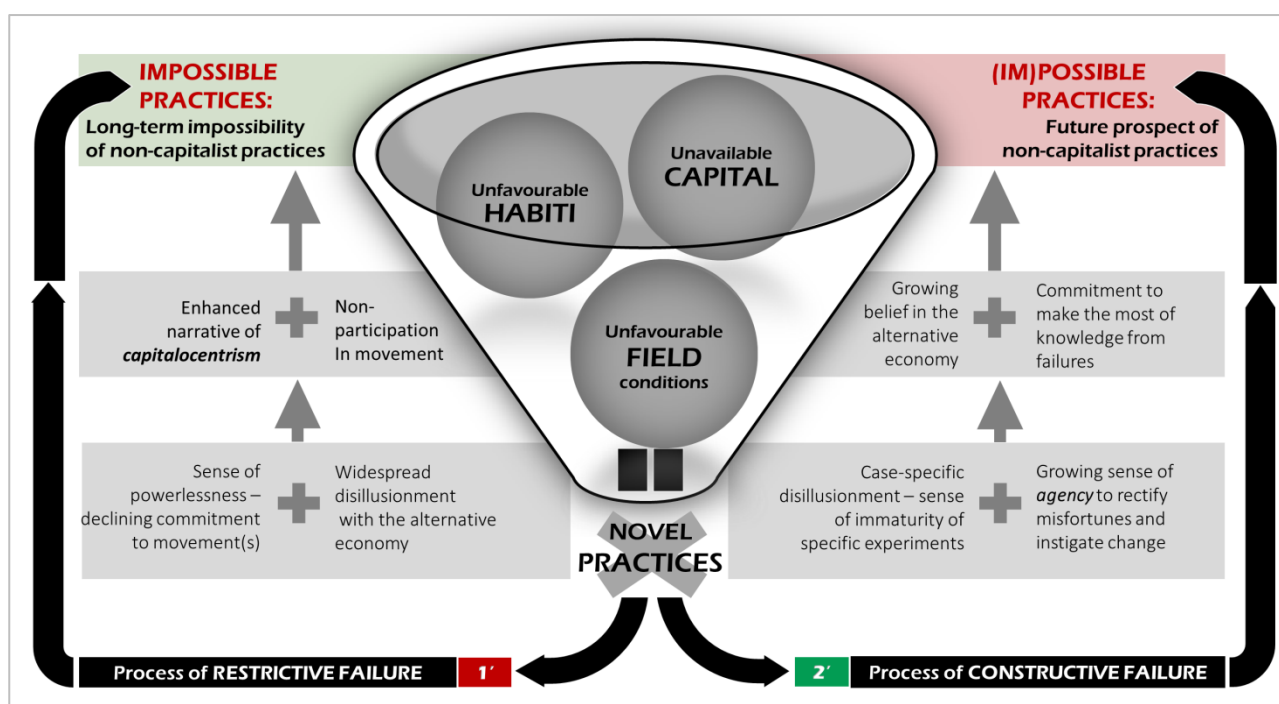 IMPOSSIBLE
PRACTICES:
Long-term impossibility
of non-capitalist practices
Enhanced
narrative of
capitalocentrism
Non-
participation
In movement
Sense of
powerlessness –
declining commitment
to movement(s)
Widespread
disillusionment
with the alternative
economy
Unfavourable
HABITI
Unavailable
CAPITAL
Unfavourable
FIELD
conditions
NOVEL
PRACTICES
(IM)POSSIBLE
PRACTICES:
Future prospect of
non-capitalist practices
Growing
belief in the
alternative
economy
Commitment to
make the most of
knowledge from
failures
Case-specific
disillusionment – sense
of immaturity of
specific experiments
Growing sense of
agency to rectify
misfortunes and
instigate change
Process of RESTRICTIVE FAILURE 1′
2′ Process of CONSTRUCTIVE FAILURE